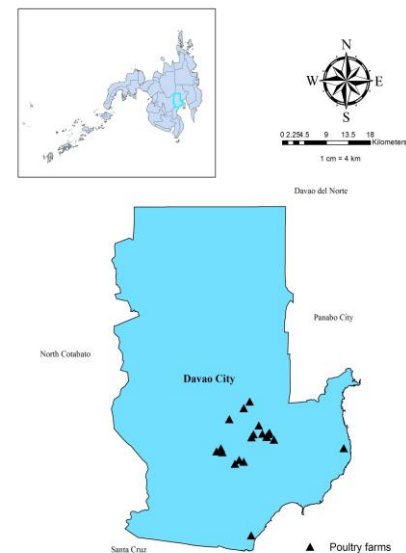 N
W E
S
0 2.254.5 9 13.5 18
Kilometers
1 cm = 4 km
Davao del Norte
Panabo City
North Cotabato
Davao City
Santa Cruz
Poultry farms